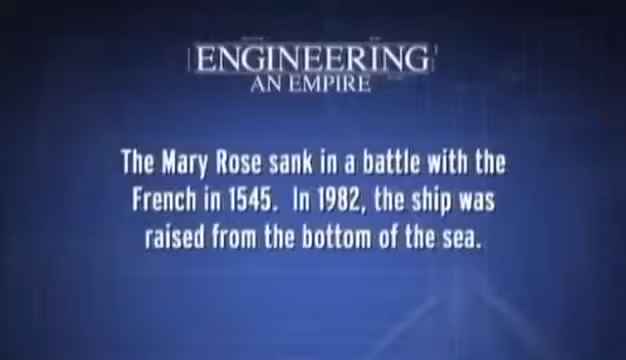 ENGINEERING
AN EMPIRE
The Mary Rose sank in a battle with the
French in 1545. In 1982, the ship was
raised from the bottom of the sea.